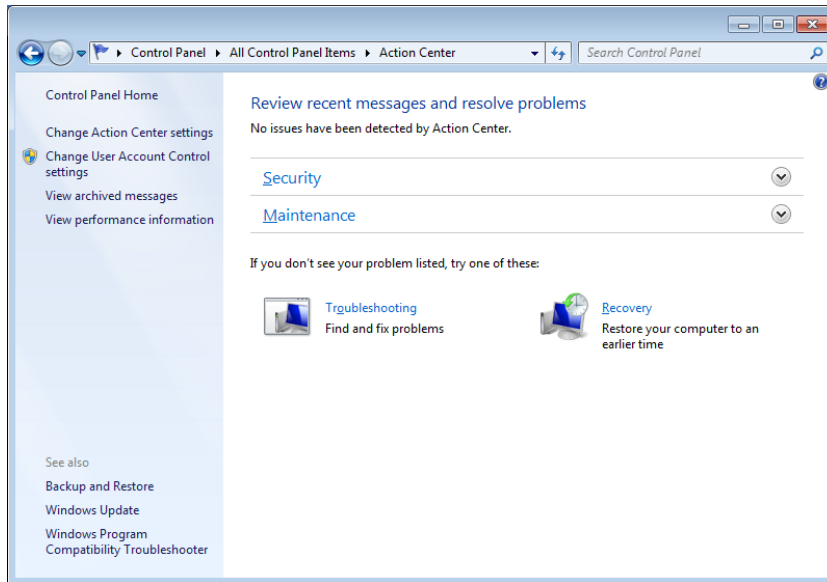 Control Panel All Control Panel Items Action Center Search Control Panel
Control Panel Home
Change Action Center settings
Change User Account Control
settings
View archived messages
View performance information
Review recent messages and resolve problems
No issues have been detected by Action Center.
Security
Maintenance
If you don't see your problem listed, try one of these:
Troubleshooting
Find and fix problems
Recovery
Restore your computer to an
earlier time
See also
Backup and Restore
Windows Update
Windows Program
Compatibility Troubleshooter